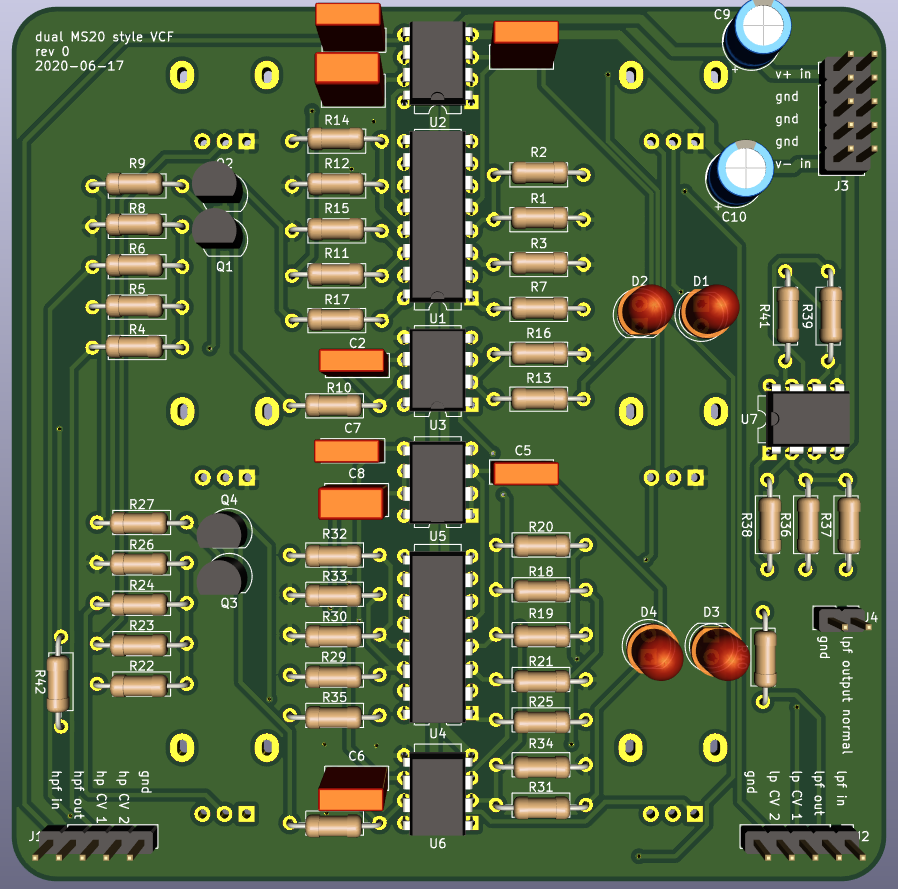 dual MS20 style VCF
rev 0
2020-06-17
C9
v+ in
gnd
gnd
gnd
v- in
J3
C10
U2
R14
R12
R15
R11
R17
R9
R8
R6
R5
R4
Q1
R2
R1
R3
R7
R16
R13
U1
C2
R10
U3
D2
D1
R41
R39
U7
C7
C8
C5
U5
Q4
Q3
R27
R26
R24
R23
R22
R42
R32
R33
R30
R29
R35
R20
R18
R19
R21
R25
R34
R31
U4
C6
U6
R38
R36
R37
D4
D3
J4
gnd
lpf output normal
hpf in
hpf out
hp CV 1
hp CV 2
gnd
J1
gnd
lp CV 2
lp CV 1
lpf out
lpf in